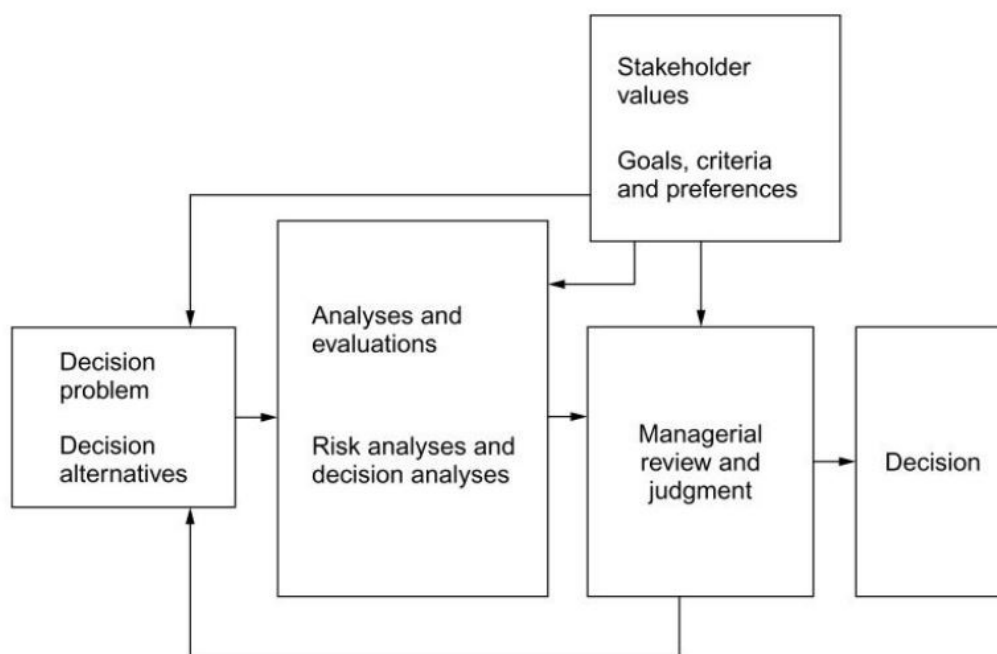 Stakeholder
values
Goals, criteria
and preferences
Decision
problem
Decision
alternatives
Analyses and
evaluations
Risk analyses and
decision analyses
Managerial
review and
judgment
Decision